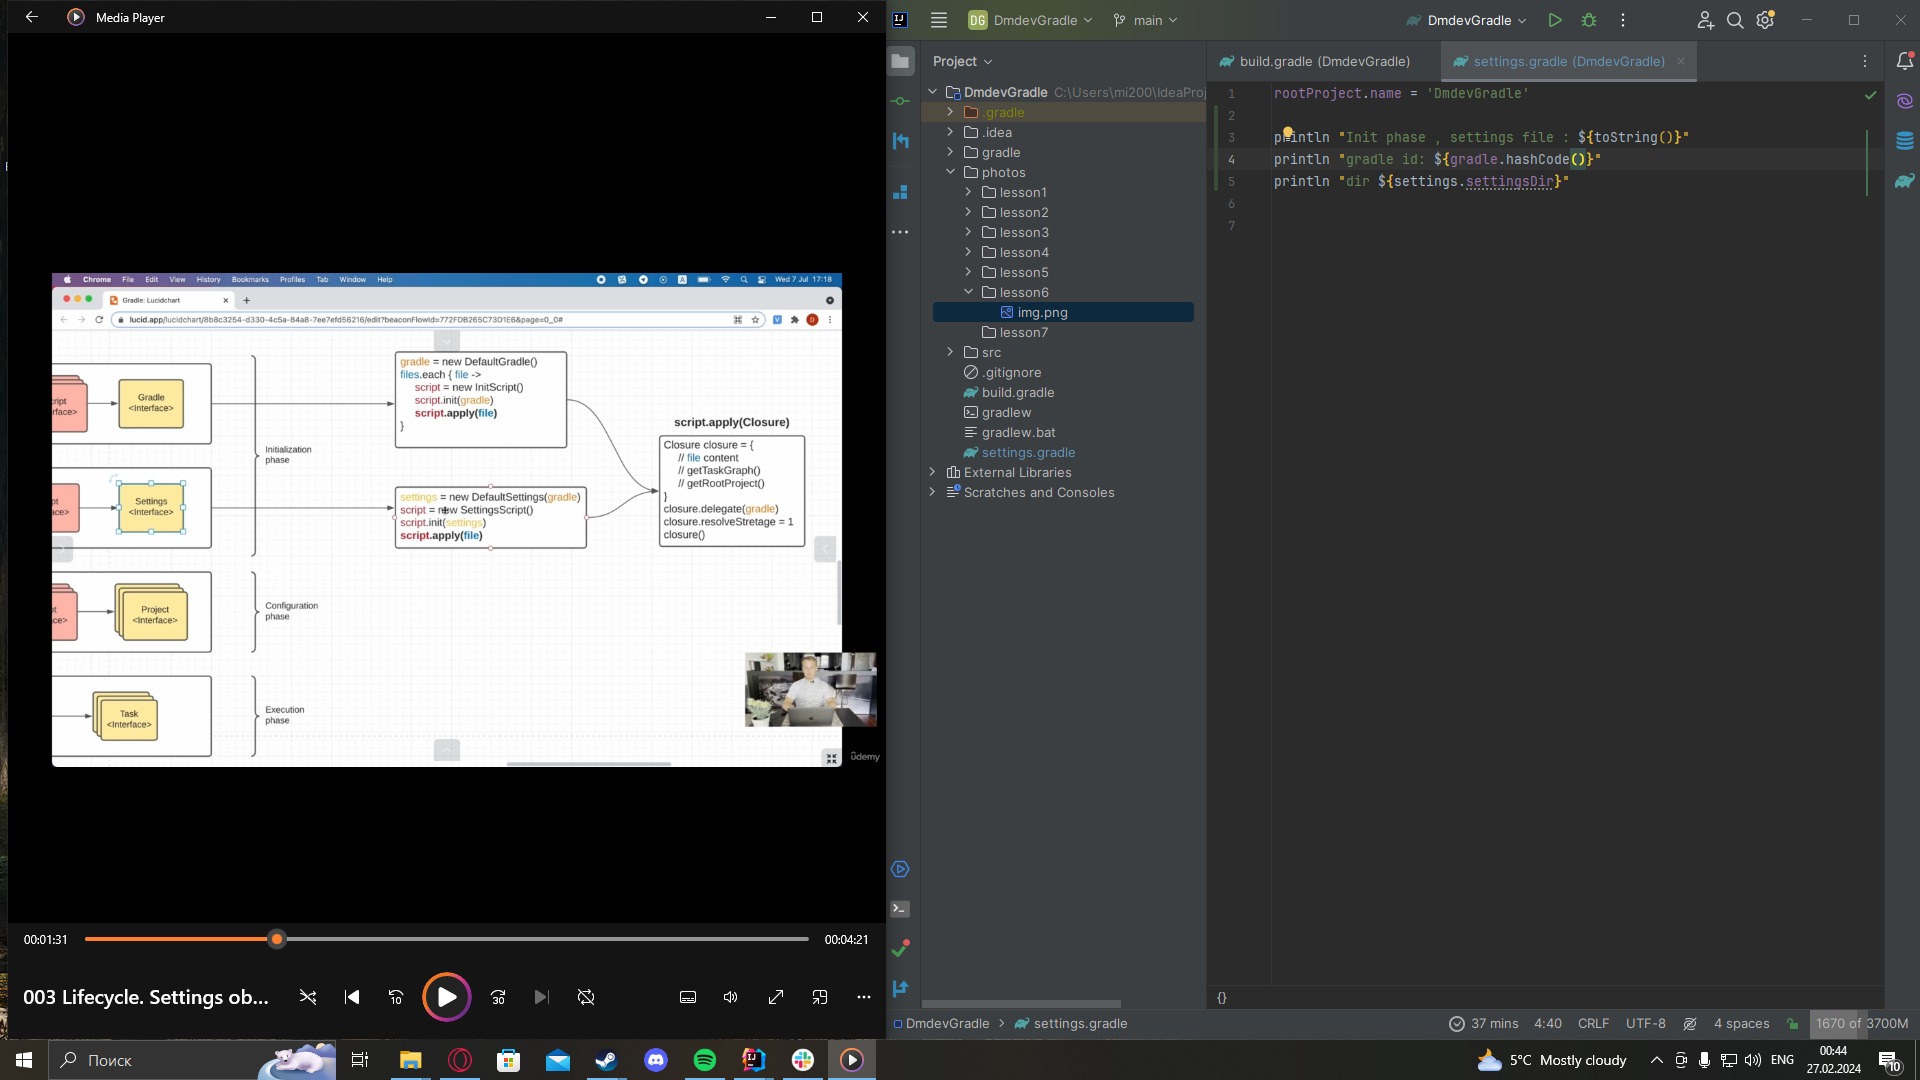 Media Player
Chrome File Edit View History Bookmarks Profiles Tab Window Help
Wed 7 Jul 17:18
Gradle: Lucidchart
lucid.app/lucidchart/8b8c3254-d330-4c5a-84a8-7ee7efd56216/edit?beaconFlowId=772FDB265C73D1E6&page=0_0#
Gradle
<Interface>
Initialization
phase
gradle = new DefaultGradle()
files.each { file ->
script = new InitScript()
script.init(gradle)
script.apply(file)
}
script.apply(Closure)
Closure closure = {
// file content
// getTaskGraph()
// getRootProject()
}
closure.delegate(gradle)
closure.resolveStretage = 1
closure()
Settings
<Interface>
settings = new DefaultSettings(gradle)
script = new SettingsScript()
script.init(settings)
script.apply(file)
Project
<Interface>
Configuration
phase
Task
<Interface>
Execution
phase
ûdemy
00:01:31
00:04:21
003 Lifecycle. Settings ob...
10
30
DG DmdevGradle
main
DmdevGradle
Project
DmdevGradle C:\Users\mi200\IdeaProj
.gradle
.idea
gradle
photos
lesson1
lesson2
lesson3
lesson4
lesson5
lesson6
img.png
lesson7
src
.gitignore
build.gradle
gradlew
gradlew.bat
settings.gradle
External Libraries
Scratches and Consoles
build.gradle (DmdevGradle)
settings.gradle (DmdevGradle)
1 rootProject.name = 'DmdevGradle'
2
3 println "Init phase , settings file : ${toString()}"
4 println "gradle id: ${gradle.hashCode()}"
5 println "dir ${settings.settingsDir}"
6
7
{}
DmdevGradle > settings.gradle
37 mins 4:40 CRLF UTF-8 4 spaces 1670 of 3700M
Поиск
5°C Mostly cloudy
ENG
00:44
27.02.2024
10